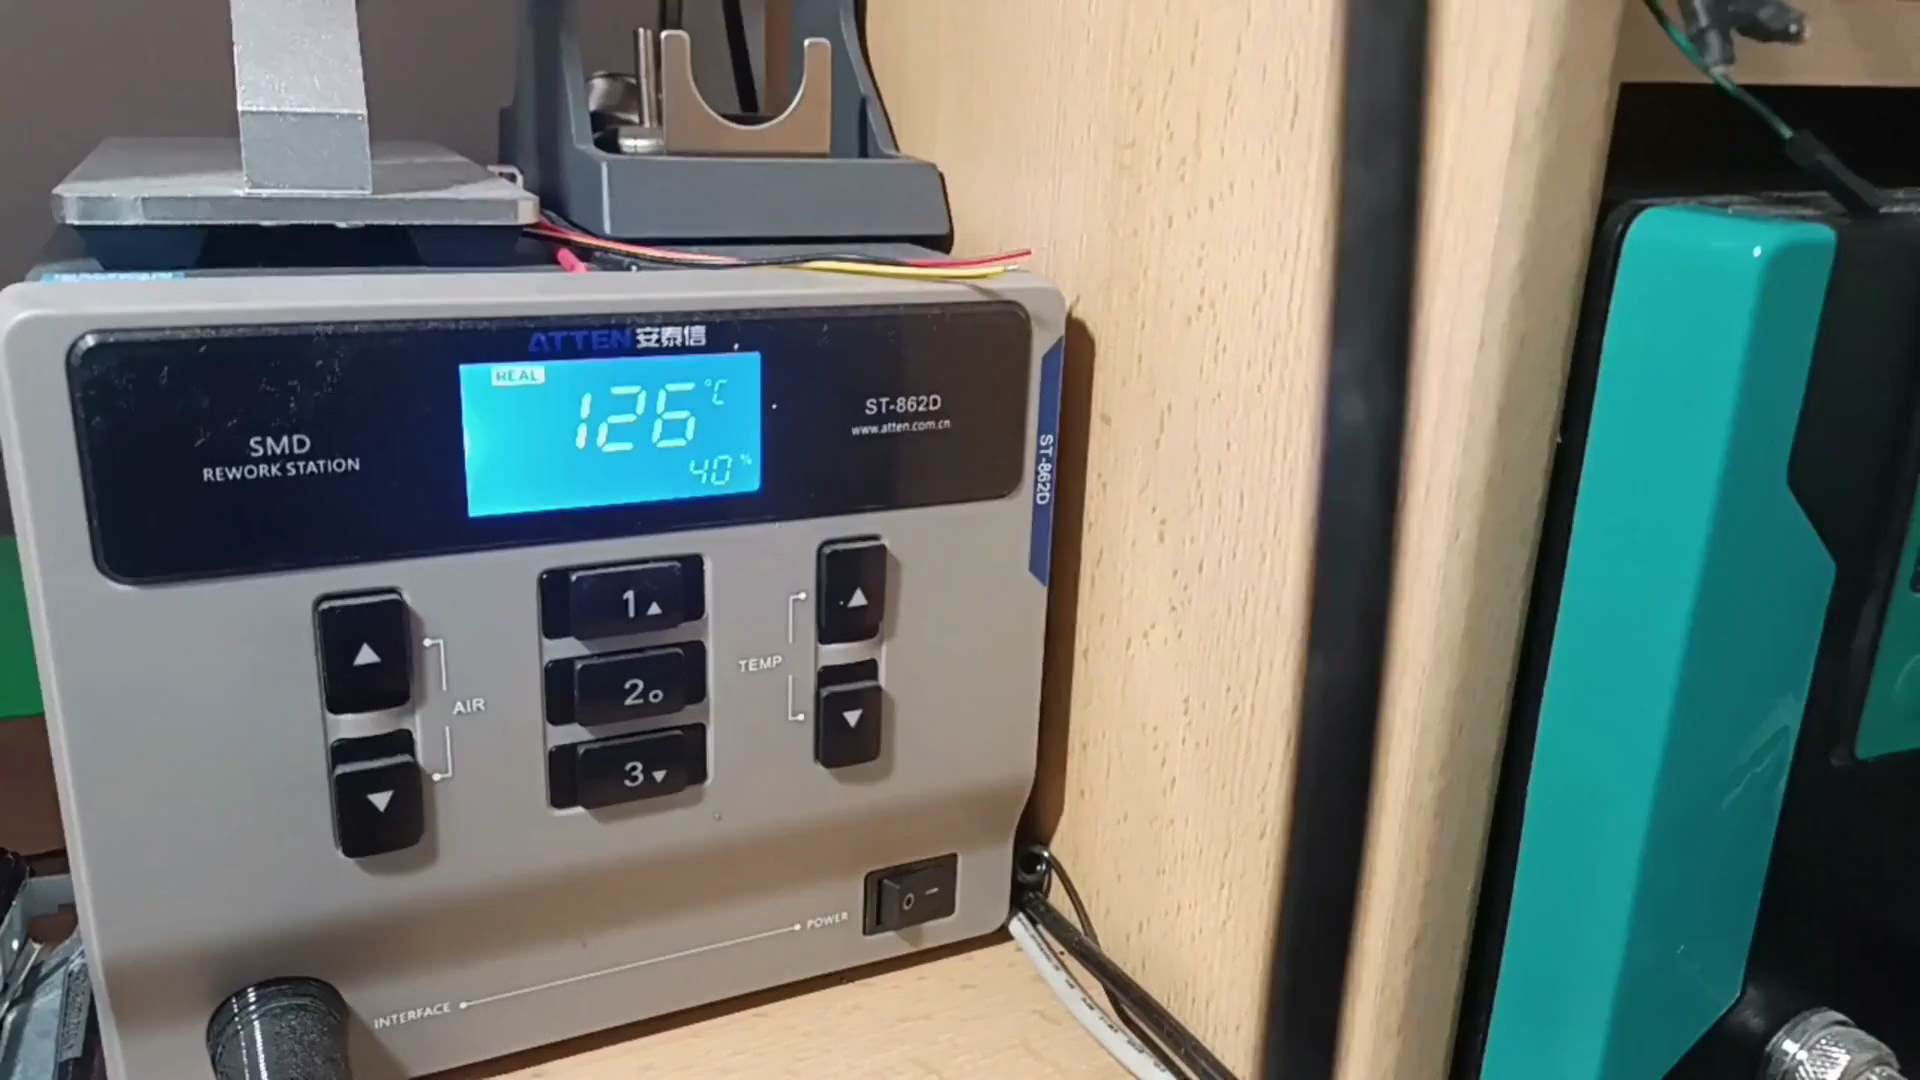 ATTEN 安泰信
REAL
126 °C
40 %
SMD
REWORK STATION
ST-862D
www.atten.com.cn
ST-862D
1
2
3
AIR
TEMP
POWER
INTERFACE